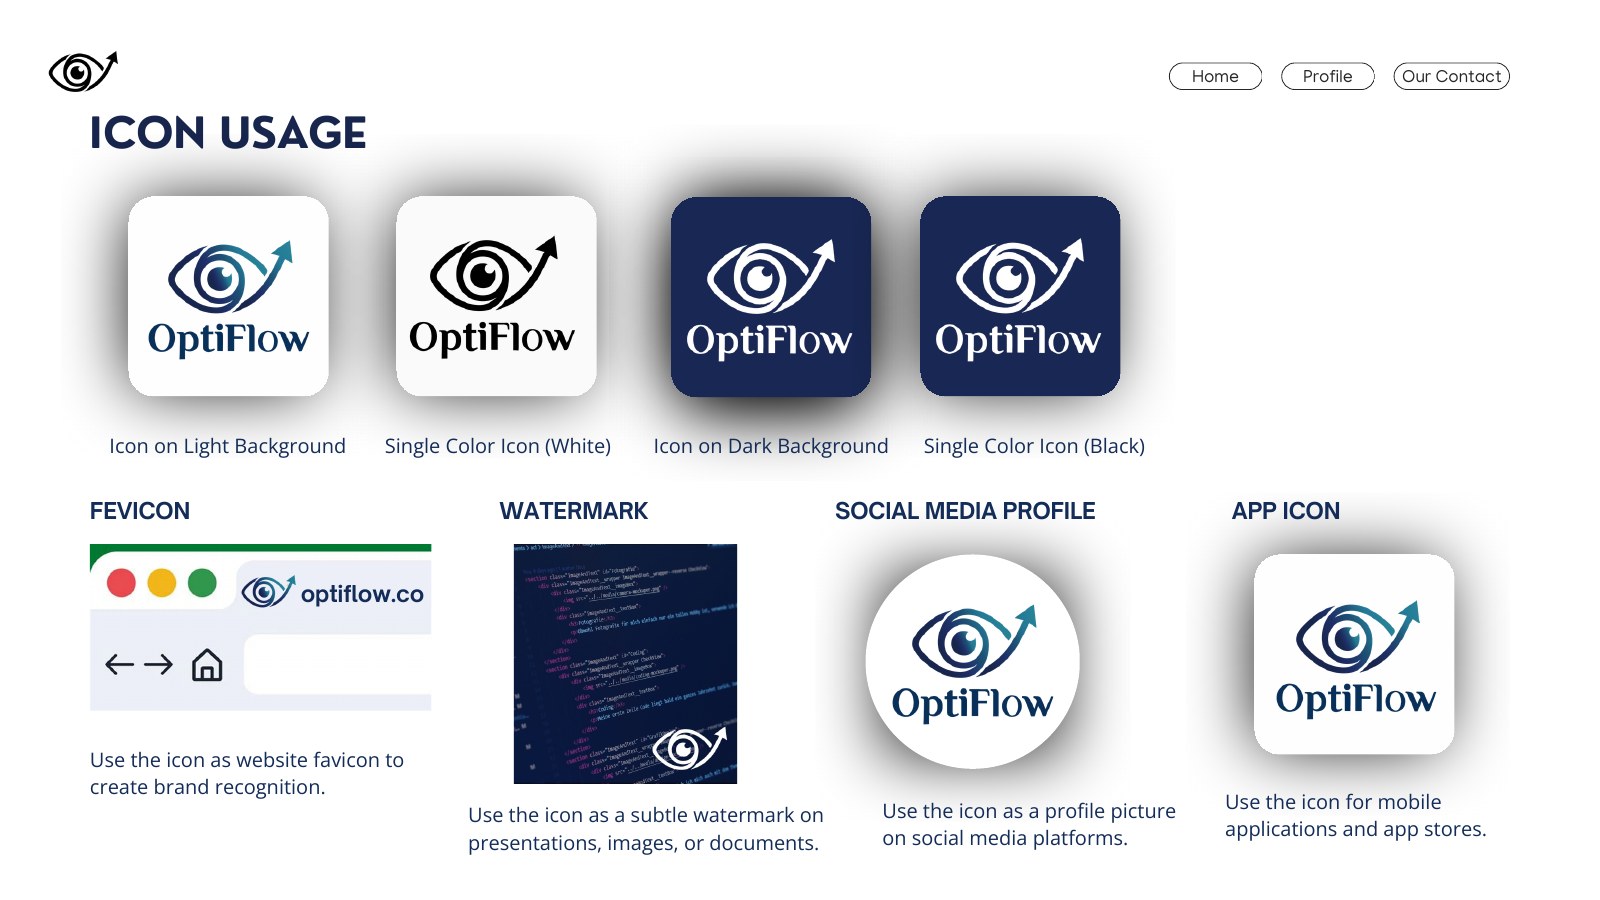 Home
Profile
Our Contact
ICON USAGE
OptiFlow
OptiFlow
OptiFlow
OptiFlow
Icon on Light Background
Single Color Icon (White)
Icon on Dark Background
Single Color Icon (Black)
FEVICON
optiflow.co
Use the icon as website favicon to
create brand recognition.
WATERMARK
Use the icon as a subtle watermark on
presentations, images, or documents.
SOCIAL MEDIA PROFILE
OptiFlow
Use the icon as a profile picture
on social media platforms.
APP ICON
OptiFlow
Use the icon for mobile
applications and app stores.